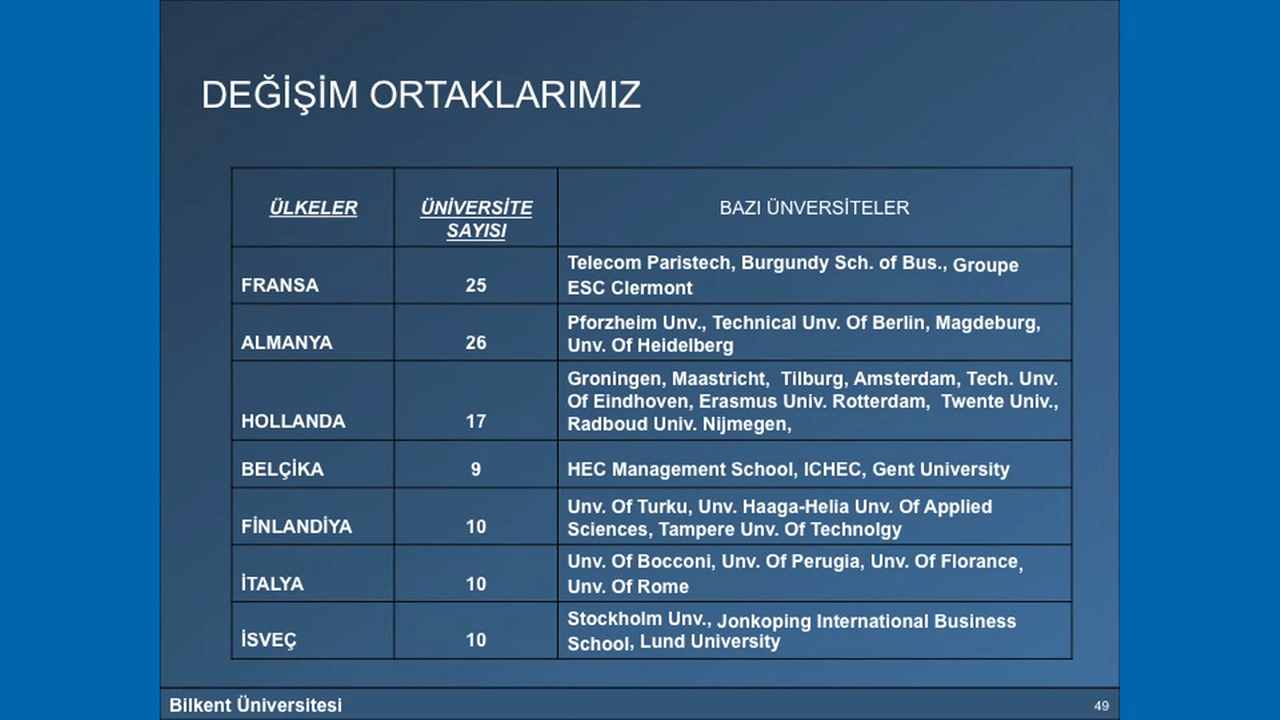 DEĞİŞİM ORTAKLARIMIZ
ÜLKELER
ÜNİVERSİTE
SAYISI
BAZI ÜNVERSİTELER
FRANSA
25
Telecom Paristech, Burgundy Sch. of Bus., Groupe
ESC Clermont
ALMANYA
26
Pforzheim Unv., Technical Unv. Of Berlin, Magdeburg,
Unv. Of Heidelberg
HOLLANDA
17
Groningen, Maastricht, Tilburg, Amsterdam, Tech. Unv.
Of Eindhoven, Erasmus Univ. Rotterdam, Twente Univ.,
Radboud Univ. Nijmegen,
BELÇİKA
9
HEC Management School, ICHEC, Gent University
FİNLANDİYA
10
Unv. Of Turku, Unv. Haaga-Helia Unv. Of Applied
Sciences, Tampere Unv. Of Technolgy
İTALYA
10
Unv. Of Bocconi, Unv. Of Perugia, Unv. Of Florance,
Unv. Of Rome
İSVEÇ
10
Stockholm Unv., Jonkoping International Business
School, Lund University
Bilkent Üniversitesi
49